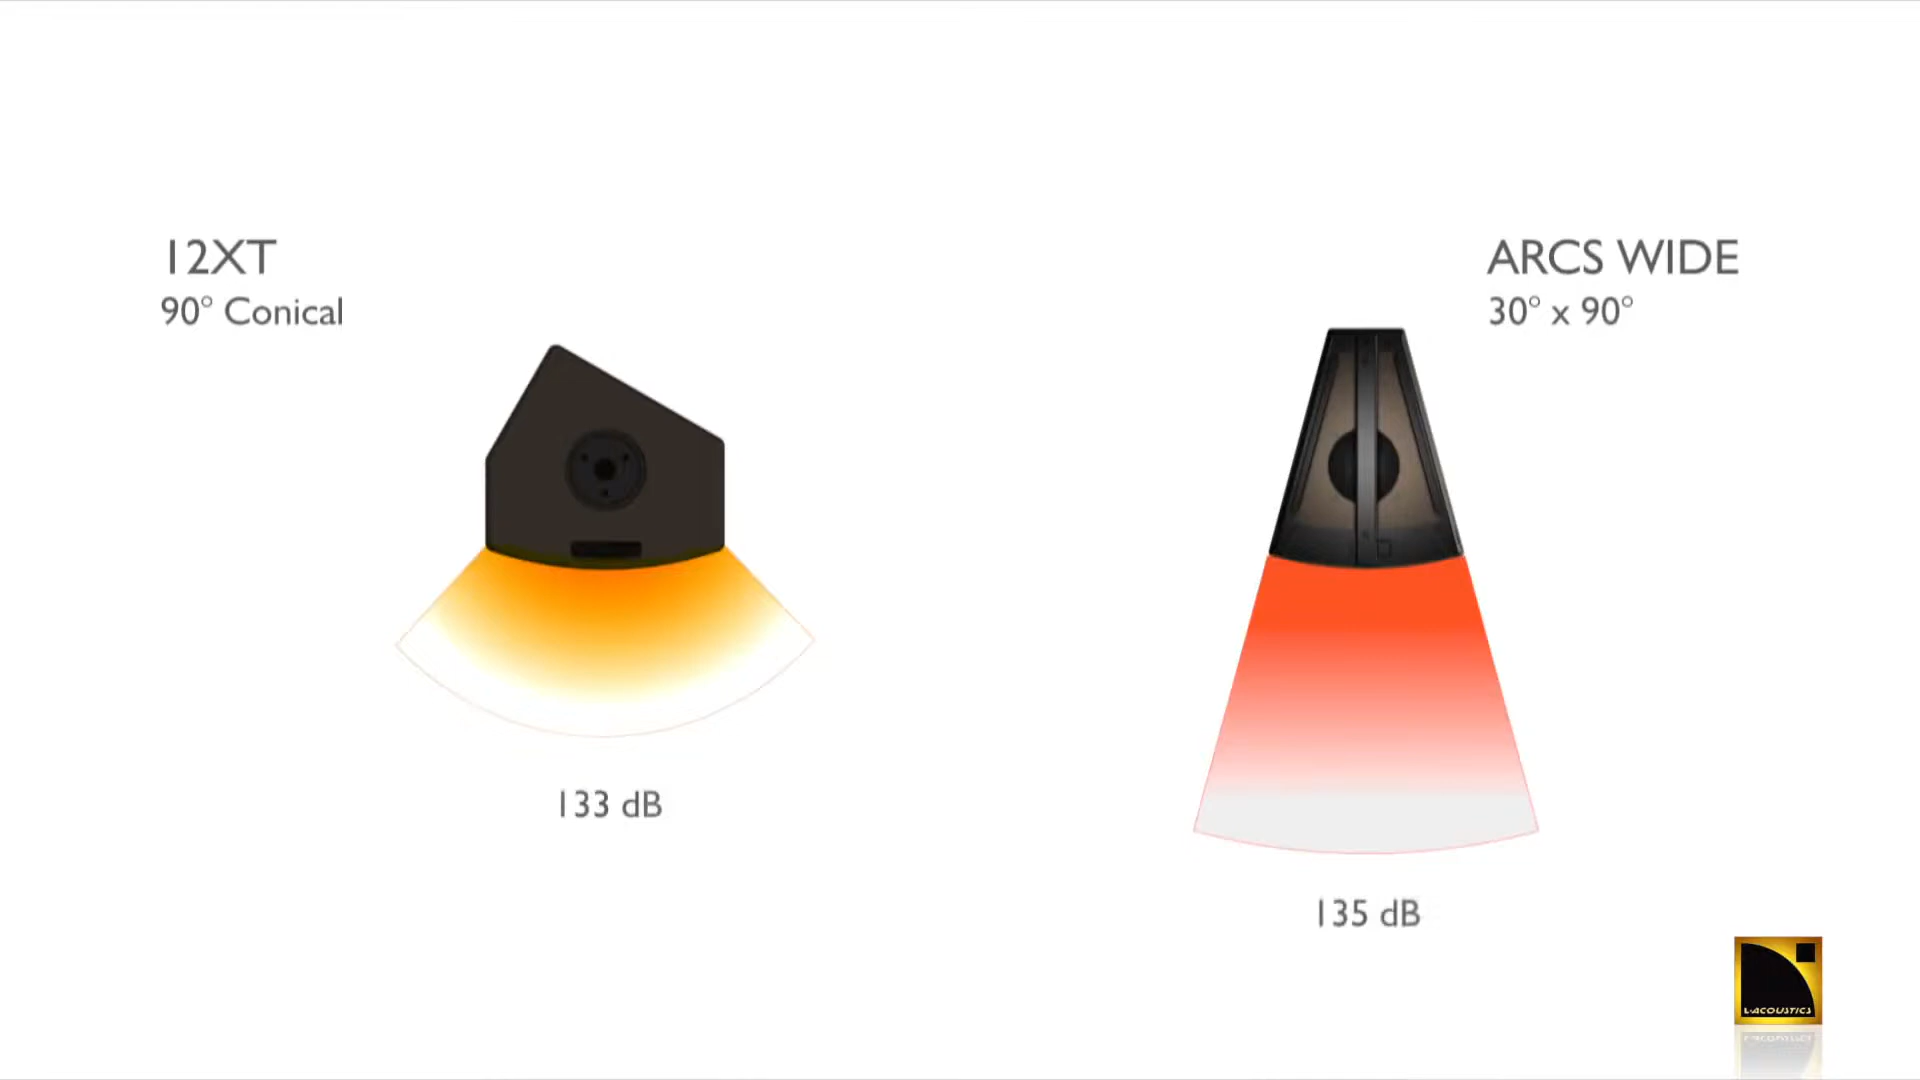 12XT
90° Conical
133 dB
ARCS WIDE
30° x 90°
135 dB
L-ACOUSTICS